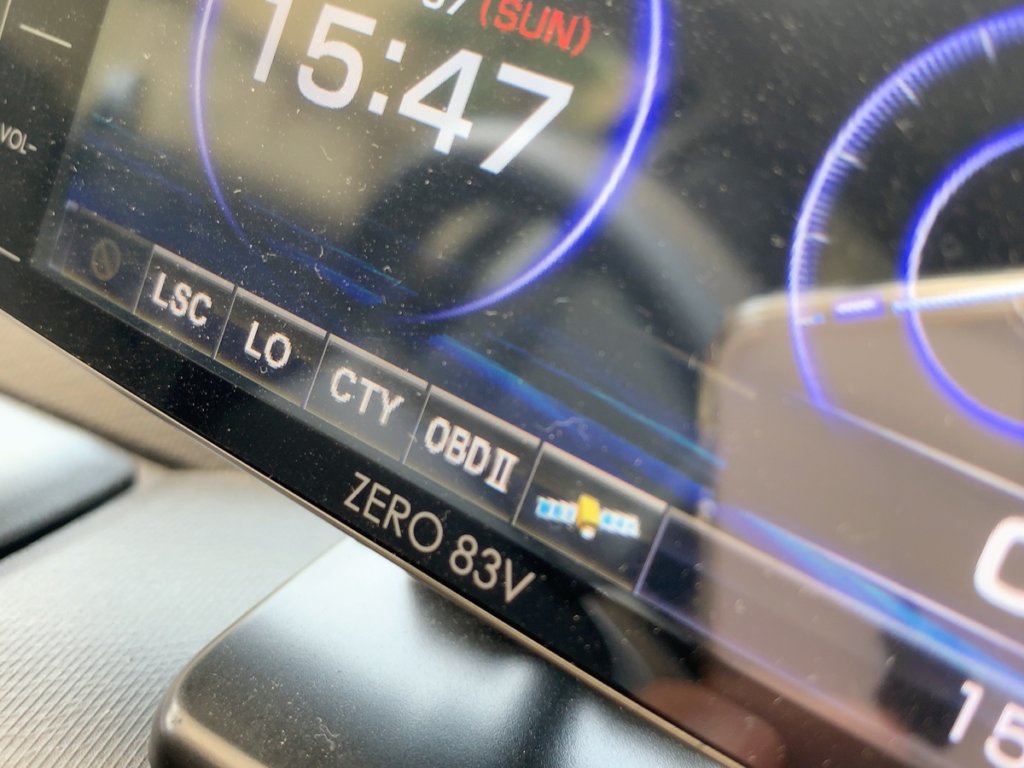 (SUN)
15:47
VOL-
LSC LO CTY OBDⅡ
ZERO 83V